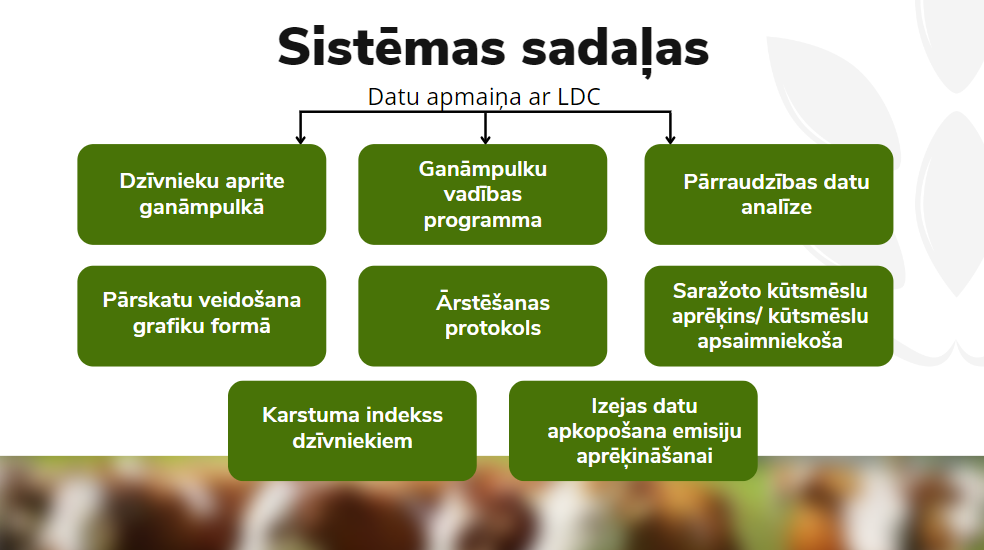 Sistēmas sadaļas
Datu apmaiņa ar LDC
Dzīvnieku aprite
ganāmpulkā
Ganāmpulku
vadības
programma
Pārraudzības datu
analīze
Pārskatu veidošana
grafiku formā
Ārstēšanas
protokols
Saražoto kūtsmēslu
aprēķins/ kūtsmēslu
apsaimniekoša
Karstuma indekss
dzīvniekiem
Izejas datu
apkopošana emisiju
aprēķināšanai